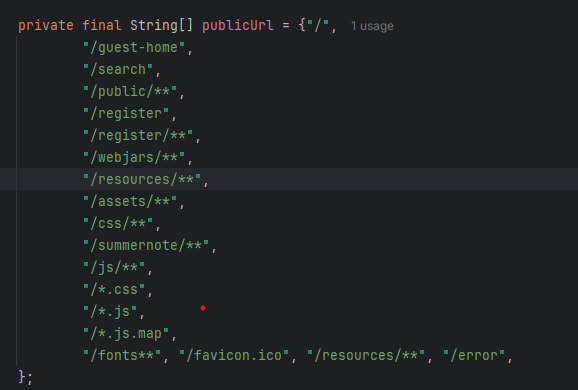 private final String[] publicUrl = {"/", 1 usage
"/guest-home",
"/search",
"/public/**",
"/register",
"/register/**",
"/webjars/**",
"/resources/**",
"/assets/**",
"/css/**",
"/summernote/**",
"/js/**",
"/*.css",
"/*.js",
"/*.js.map",
"/fonts**", "/favicon.ico", "/resources/**", "/error",
};